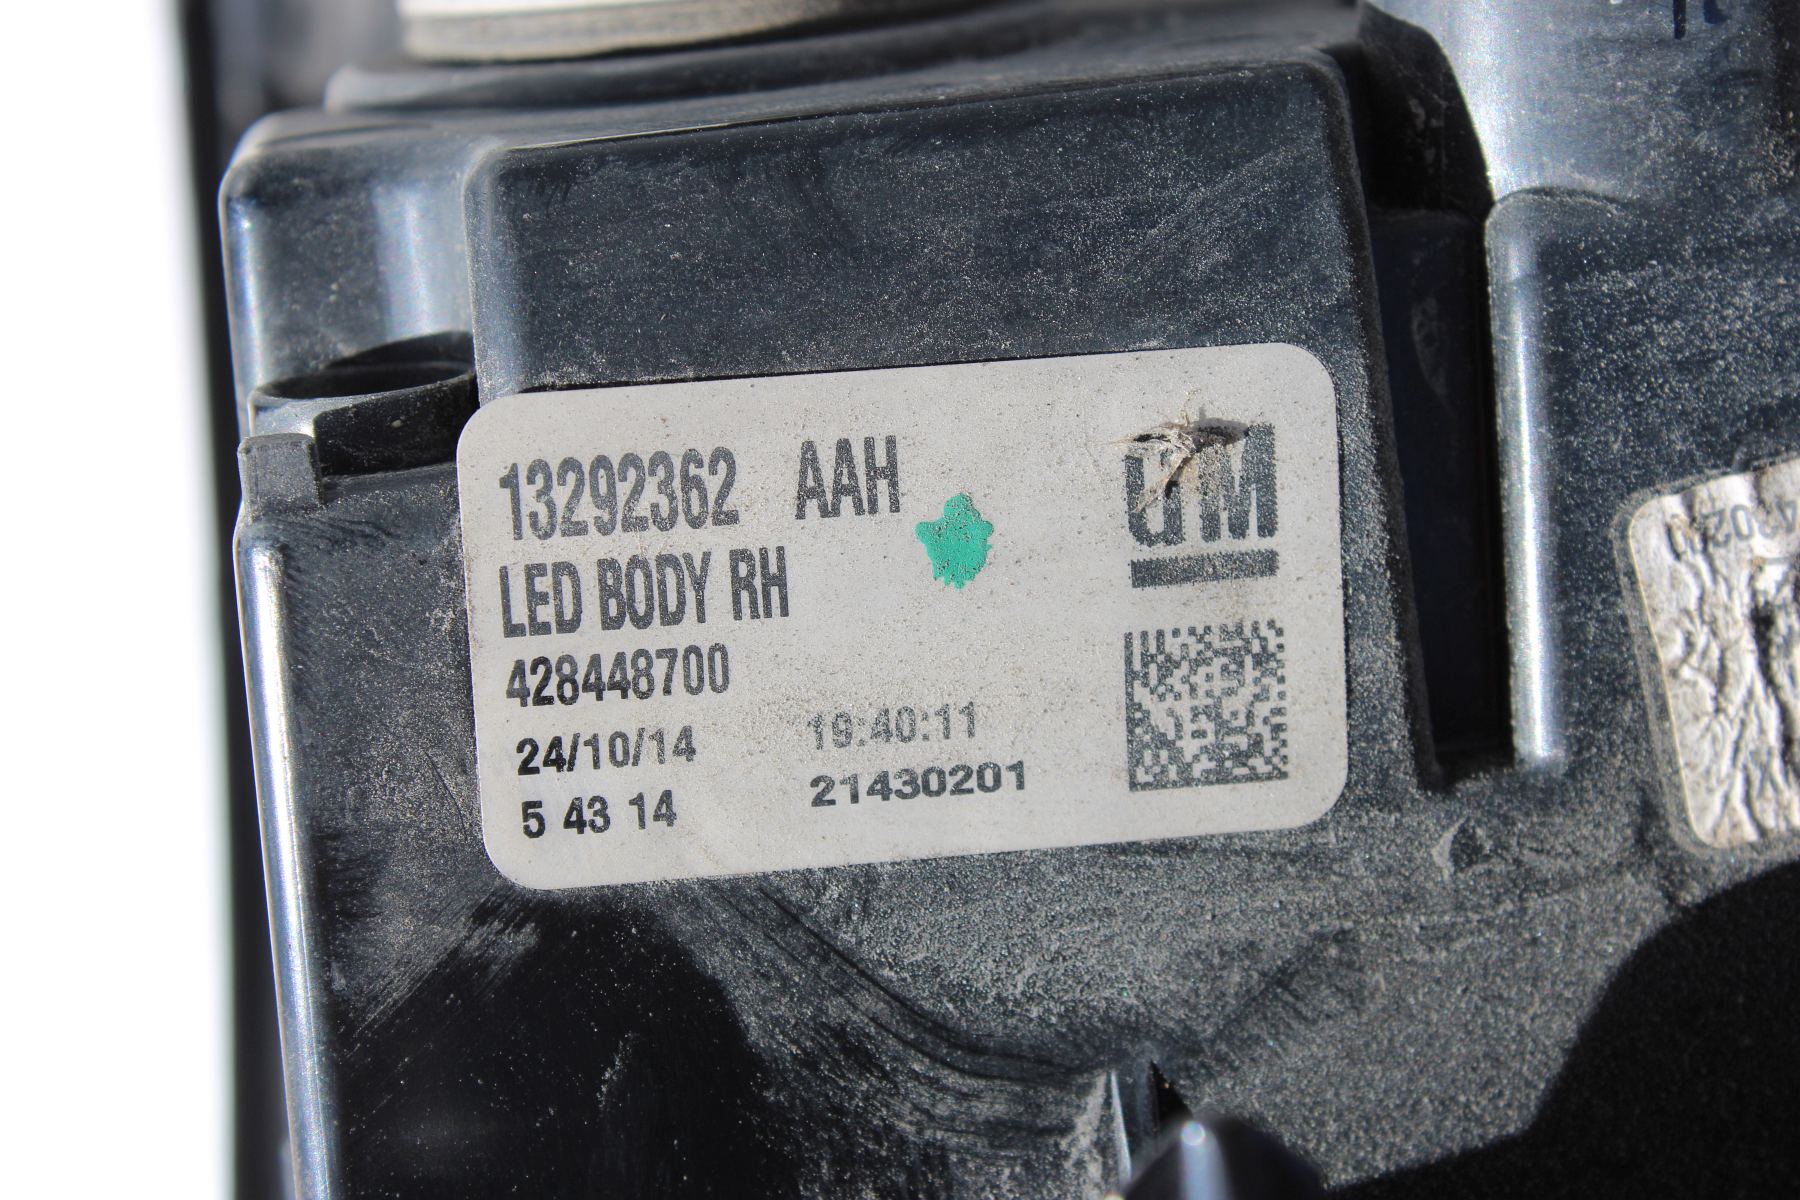 13292362 AAH
GM
LED BODY RH
428448700
24/10/14 19:40:11
5 43 14 21430201